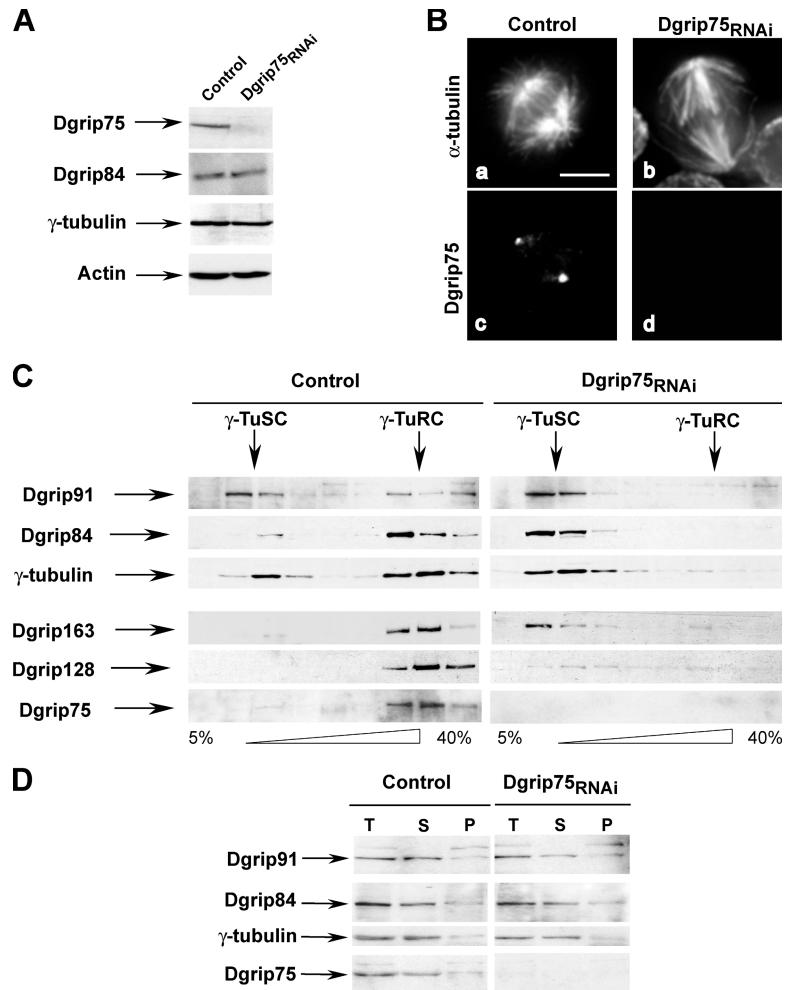 A
Control
Dgrip75RNAi
Dgrip75
Dgrip84
γ-tubulin
Actin
B
Control Dgrip75RNAi
α-tubulin
a b
Dgrip75
c d
C
Control Dgrip75RNAi
γ-TuSC γ-TuRC γ-TuSC γ-TuRC
Dgrip91
Dgrip84
γ-tubulin
Dgrip163
Dgrip128
Dgrip75
5% 40% 5% 40%
D
Control Dgrip75RNAi
T S P T S P
Dgrip91
Dgrip84
γ-tubulin
Dgrip75